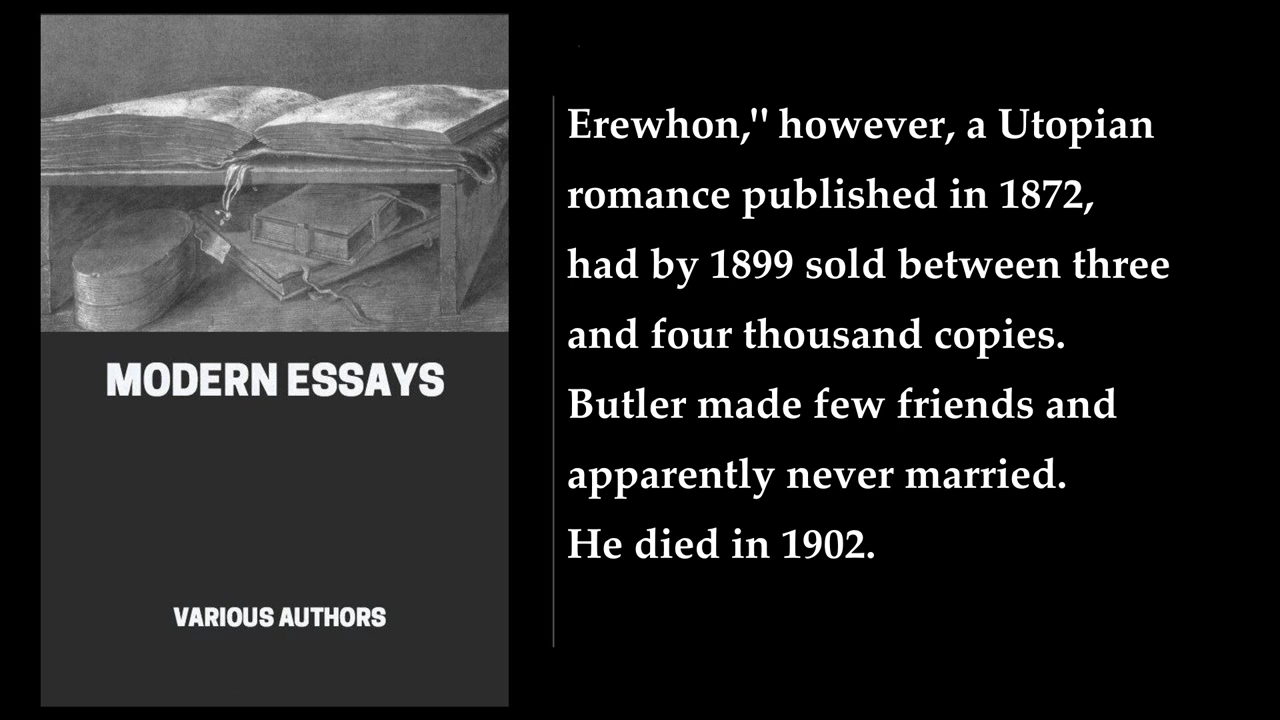 MODERN ESSAYS
VARIOUS AUTHORS
Erewhon," however, a Utopian
romance published in 1872,
had by 1899 sold between three
and four thousand copies.
Butler made few friends and
apparently never married.
He died in 1902.